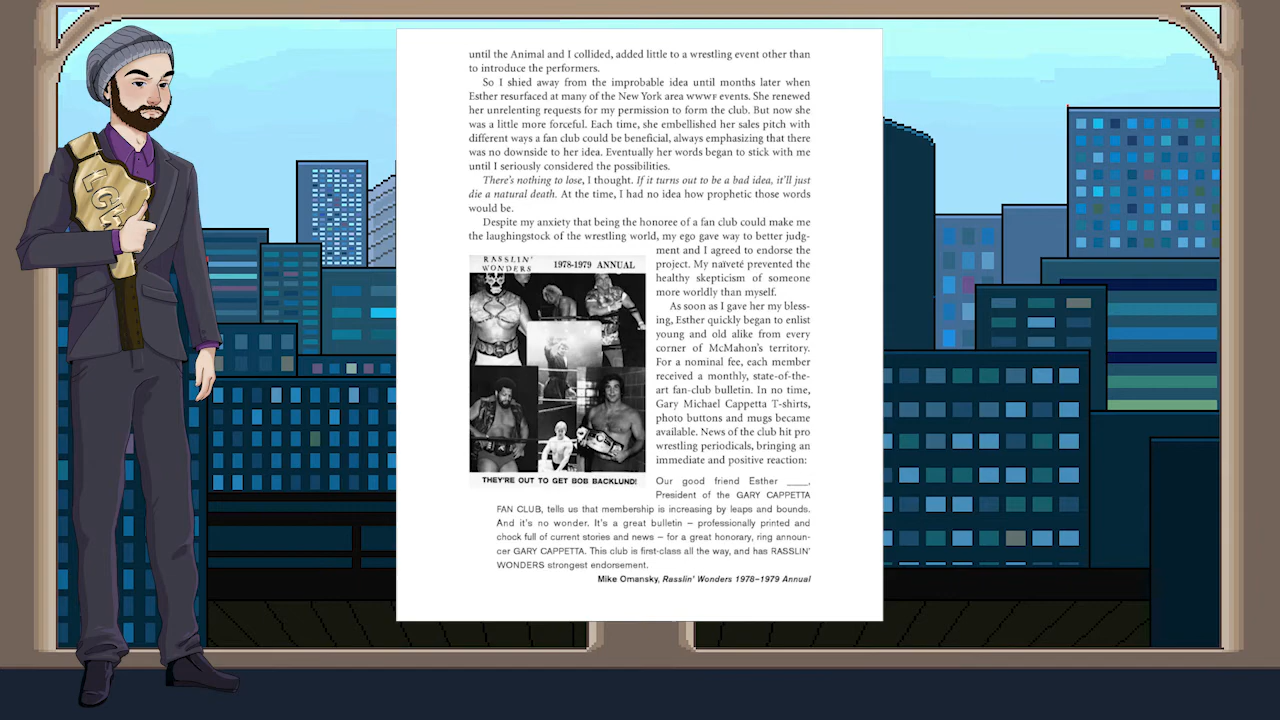 until the Animal and I collided, added little to a wrestling event other than
to introduce the performers.
So I shied away from the improbable idea until months later when
Esther resurfaced at many of the New York area WWWF events. She renewed
her unrelenting requests for my permission to form the club. But now she
was a little more forceful. Each time, she embellished her sales pitch with
different ways a fan club could be beneficial, always emphasizing that there
was no downside to her idea. Eventually her words began to stick with me
until I seriously considered the possibilities.
There's nothing to lose, I thought. If it turns out to be a bad idea, it'll just
die a natural death. At the time, I had no idea how prophetic those words
would be.
Despite my anxiety that being the honoree of a fan club could make me
the laughingstock of the wrestling world, my ego gave way to better judg-
ment and I agreed to endorse the
project. My naïveté prevented the
healthy skepticism of someone
more worldly than myself.
As soon as I gave her my bless-
ing, Esther quickly began to enlist
young and old alike from every
corner of McMahon's territory.
For a nominal fee, each member
received a monthly, state-of-the-
art fan-club bulletin. In no time,
Gary Michael Cappetta T-shirts,
photo buttons and mugs became
available. News of the club hit pro
wrestling periodicals, bringing an
immediate and positive reaction:
RASSLIN'
WONDERS
1978-1979 ANNUAL
THEY'RE OUT TO GET BOB BACKLUND!
Our good friend Esther ____,
President of the GARY CAPPETTA
FAN CLUB, tells us that membership is increasing by leaps and bounds.
And it's no wonder. It's a great bulletin – professionally printed and
chock full of current stories and news – for a great honorary, ring announ-
cer GARY CAPPETTA. This club is first-class all the way, and has RASSLIN'
WONDERS strongest endorsement.
Mike Omansky, Rasslin' Wonders 1978–1979 Annual